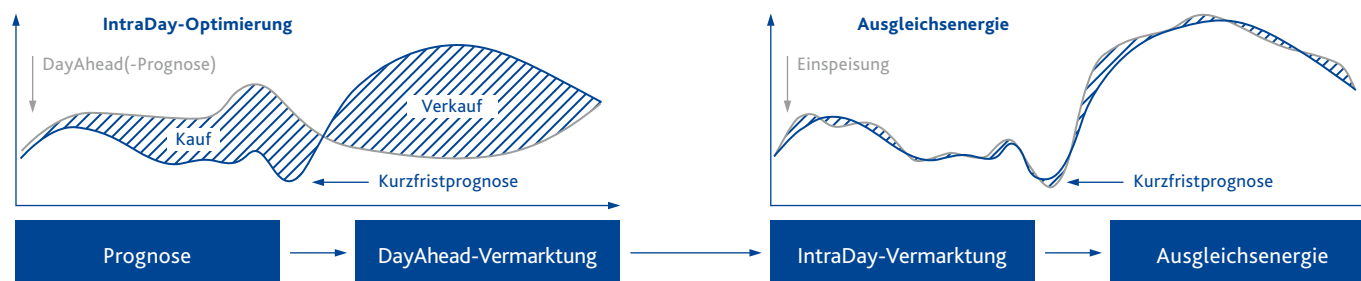 IntraDay-Optimierung
DayAhead(-Prognose)
Kauf
Verkauf
Kurzfristprognose
Ausgleichsenergie
Einspeisung
Kurzfristprognose
Prognose
DayAhead-Vermarktung
IntraDay-Vermarktung
Ausgleichsenergie